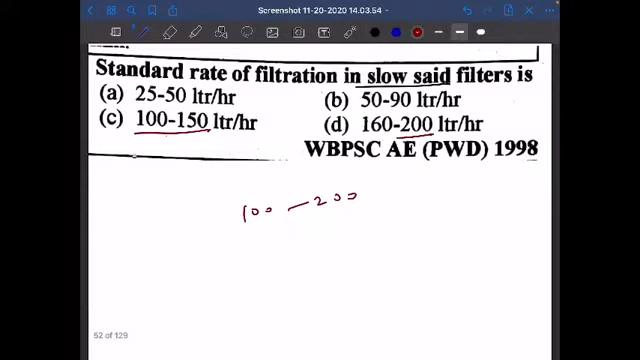 Screenshot 11-20-2020 14.03.54
Standard rate of filtration in slow said filters is
(a) 25-50 ltr/hr (b) 50-90 ltr/hr
(c) 100-150 ltr/hr (d) 160-200 ltr/hr
WBPSC AE (PWD) 1998
100 — 200
52 of 129